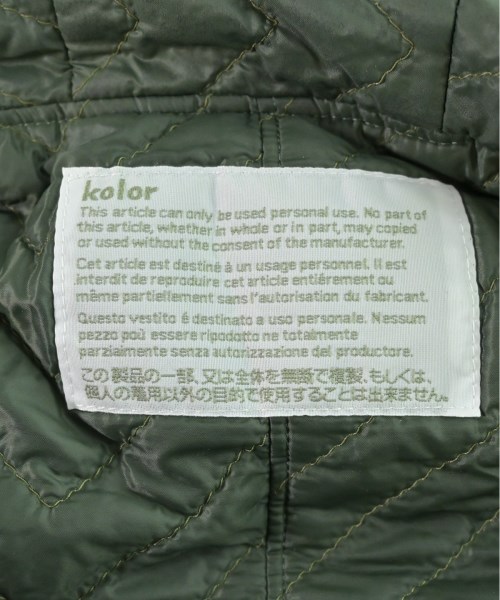 kolor
This article can only be used personal use. No part of
this article, whether in whole or in part, may copied
or used without the consent of the manufacturer.
Cet article est destiné à un usage personnel. Il est
interdit de reproduire cet article entiérement ou
même partiellement sans l'autorisation du fabricant.
Questo vestito é destinato a uso personale. Nessum
pezzo poù essere ripodotto ne totalmente
parzialmente senza autorizzazione del productore.
この製品の一部、又は全体を無断で複製、もしくは、
個人の着用以外の目的で使用することは出来ません。